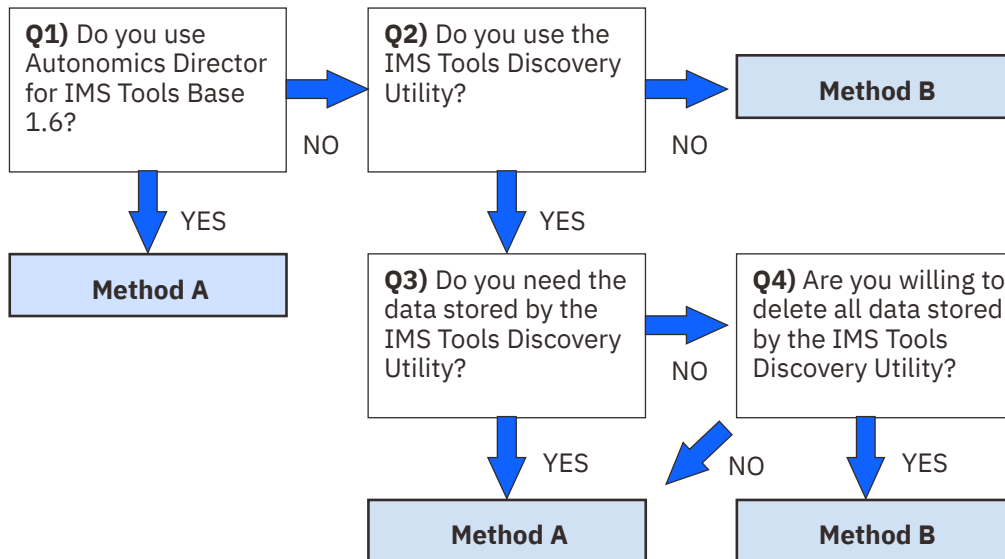 Q1) Do you use
Autonomics Director
for IMS Tools Base
1.6?
NO
Q2) Do you use the
IMS Tools Discovery
Utility?
NO
Method B
YES
Method A
YES
Q3) Do you need the
data stored by the
IMS Tools Discovery
Utility?
NO
Q4) Are you willing to
delete all data stored
by the IMS Tools
Discovery Utility?
YES
Method A
NO
YES
Method B